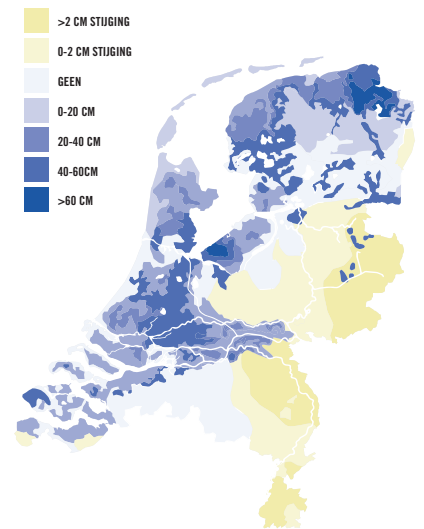 >2 CM STIJGING
0-2 CM STIJGING
GEEN
0-20 CM
20-40 CM
40-60CM
>60 CM